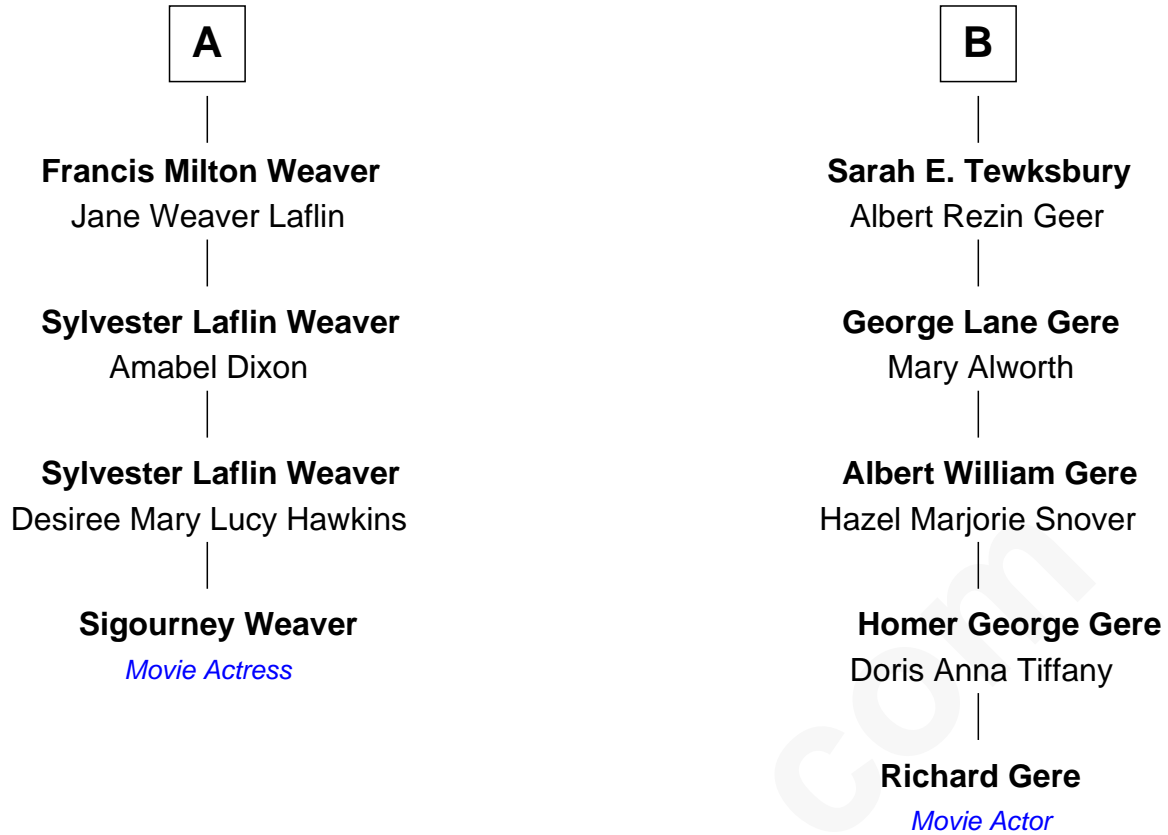 A
Francis Milton Weaver
Jane Weaver Laflin
Sylvester Laflin Weaver
Amabel Dixon
Sylvester Laflin Weaver
Desiree Mary Lucy Hawkins
Sigourney Weaver
Movie Actress
B
Sarah E. Tewksbury
Albert Rezin Geer
George Lane Gere
Mary Alworth
Albert William Gere
Hazel Marjorie Snover
Homer George Gere
Doris Anna Tiffany
Richard Gere
Movie Actor
com